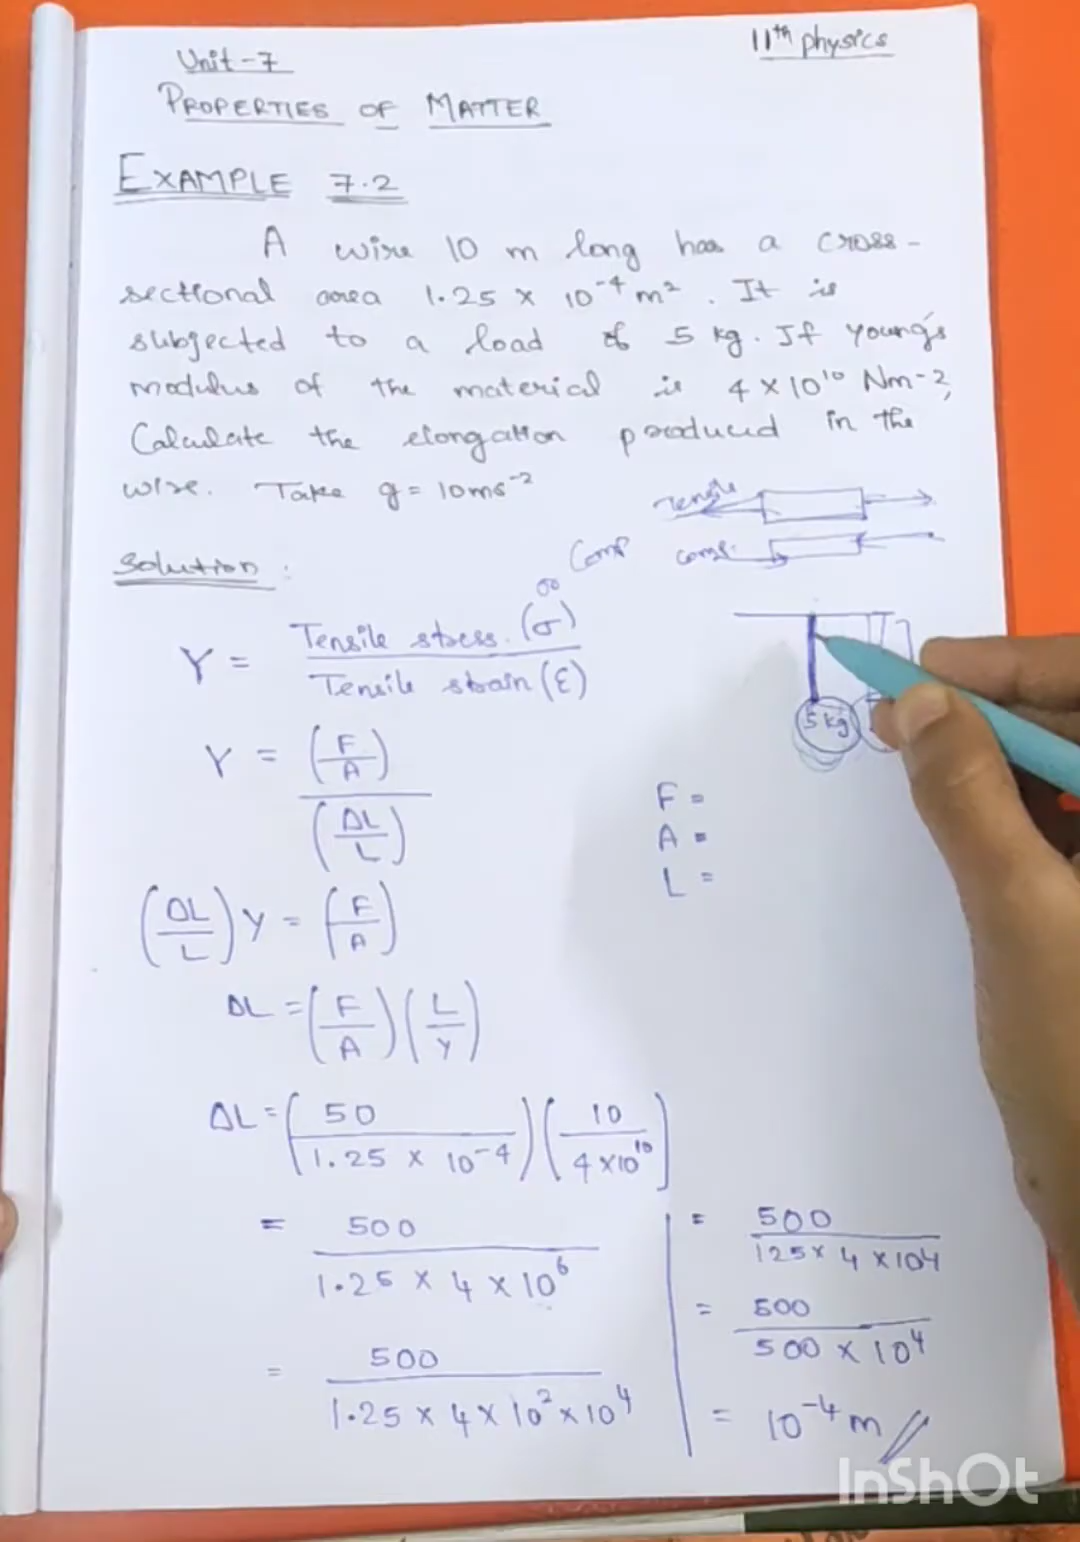 Unit-7
11th physics
PROPERTIES OF MATTER
EXAMPLE 7.2
A wire 10 m long has a cross-
sectional area 1.25 × 10⁻⁴ m². It is
subjected to a load of 5 kg. If young's
modulus of the material is 4 × 10¹⁰ Nm-2,
Calculate the elongation produced in the
wire. Take g = 10ms⁻²
Tensile
Comp
comp.
Solution :
Y = Tensile stress. (σ) / Tensile strain (ε)
5 kg
Y = (F/A) / (ΔL/L)
F =
A =
L =
(ΔL/L) Y = (F/A)
ΔL = (F/A) (L/Y)
ΔL = (50 / 1.25 × 10⁻⁴) (10 / 4 × 10¹⁰)
= 500 / 1.25 × 4 × 10⁶
= 500 / 1.25 × 4 × 10² × 10⁴
= 500 / 125 × 4 × 104
= 500 / 500 × 10⁴
= 10⁻⁴ m //
InShOt